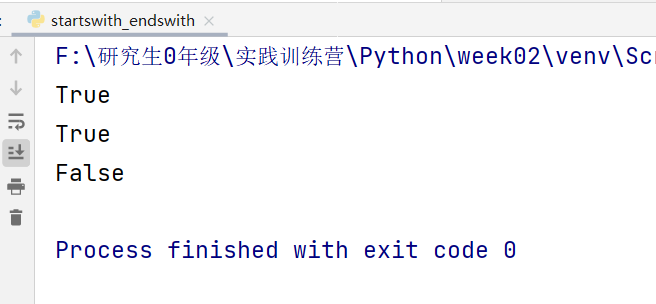 startswith_endswith
F:\研究生0年级\实践训练营\Python\week02\venv\Scr
True
True
False
Process finished with exit code 0